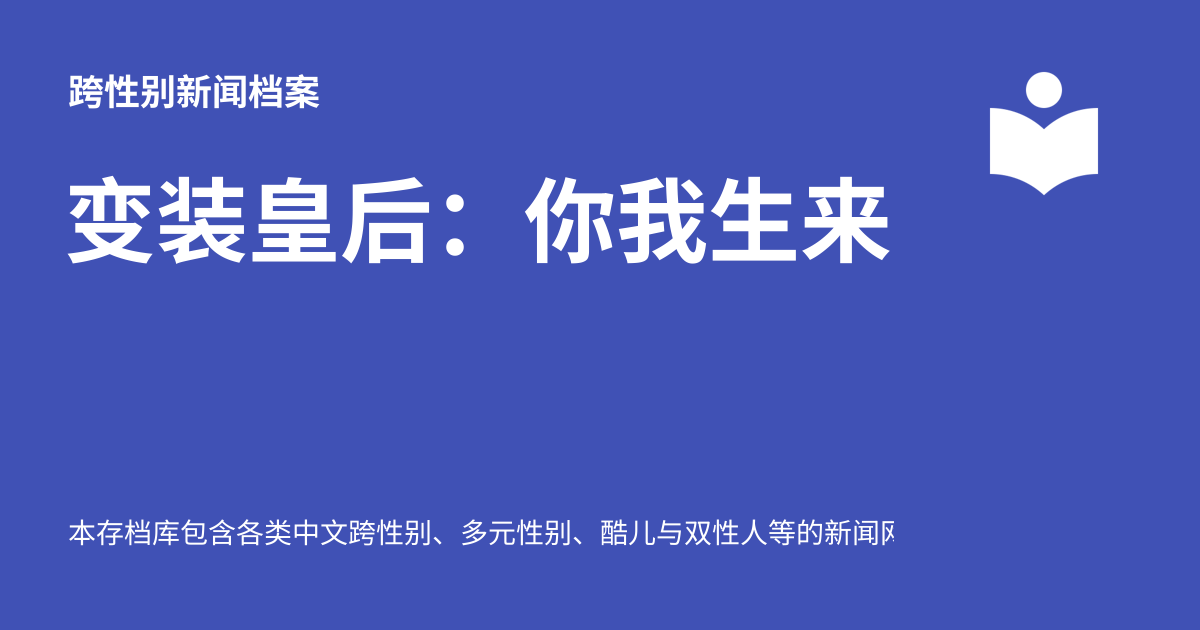 跨性别新闻档案
变装皇后：你我生来
本存档库包含各类中文跨性别、多元性别、酷儿与双性人等的新闻